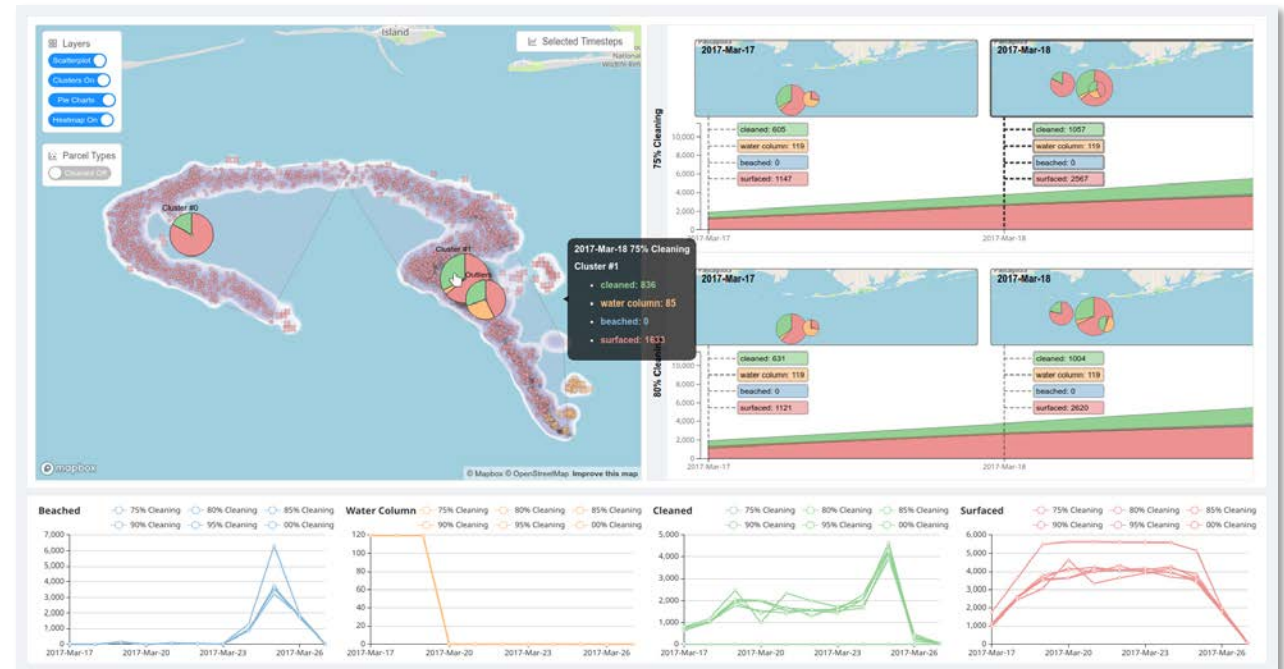 Layers
Scatterplot
Clusters On
Pie Charts
Heatmap On
Parcel Types
Cleaned Off
Island
Selected Timesteps
National
Cluster #0
Cluster #1
Outliers
2017-Mar-18 75% Cleaning
Cluster #1
• cleaned: 836
• water column: 85
• beached: 0
• surfaced: 1633
mapbox
© Mapbox © OpenStreetMap Improve this map
75% Cleaning
2017-Mar-17
2017-Mar-18
10,000
8,000
6,000
4,000
2,000
0
cleaned: 605
water column: 119
beached: 0
surfaced: 1147
cleaned: 1057
water column: 119
beached: 0
surfaced: 2567
2017-Mar-17
2017-Mar-18
80% Cleaning
2017-Mar-17
2017-Mar-18
10,000
8,000
6,000
4,000
2,000
0
cleaned: 631
water column: 119
beached: 0
surfaced: 1121
cleaned: 1004
water column: 119
beached: 0
surfaced: 2620
2017-Mar-17
2017-Mar-18
Beached
75% Cleaning 80% Cleaning 85% Cleaning
90% Cleaning 95% Cleaning 00% Cleaning
7,000
6,000
5,000
4,000
3,000
2,000
1,000
0
2017-Mar-17 2017-Mar-20 2017-Mar-23 2017-Mar-26
Water Column
75% Cleaning 80% Cleaning 85% Cleaning
90% Cleaning 95% Cleaning 00% Cleaning
120
100
80
60
40
20
0
2017-Mar-17 2017-Mar-20 2017-Mar-23 2017-Mar-26
Cleaned
75% Cleaning 80% Cleaning 85% Cleaning
90% Cleaning 95% Cleaning 00% Cleaning
5,000
4,000
3,000
2,000
1,000
0
2017-Mar-17 2017-Mar-20 2017-Mar-23 2017-Mar-26
Surfaced
75% Cleaning 80% Cleaning 85% Cleaning
90% Cleaning 95% Cleaning 00% Cleaning
6,000
5,000
4,000
3,000
2,000
1,000
0
2017-Mar-17 2017-Mar-20 2017-Mar-23 2017-Mar-26